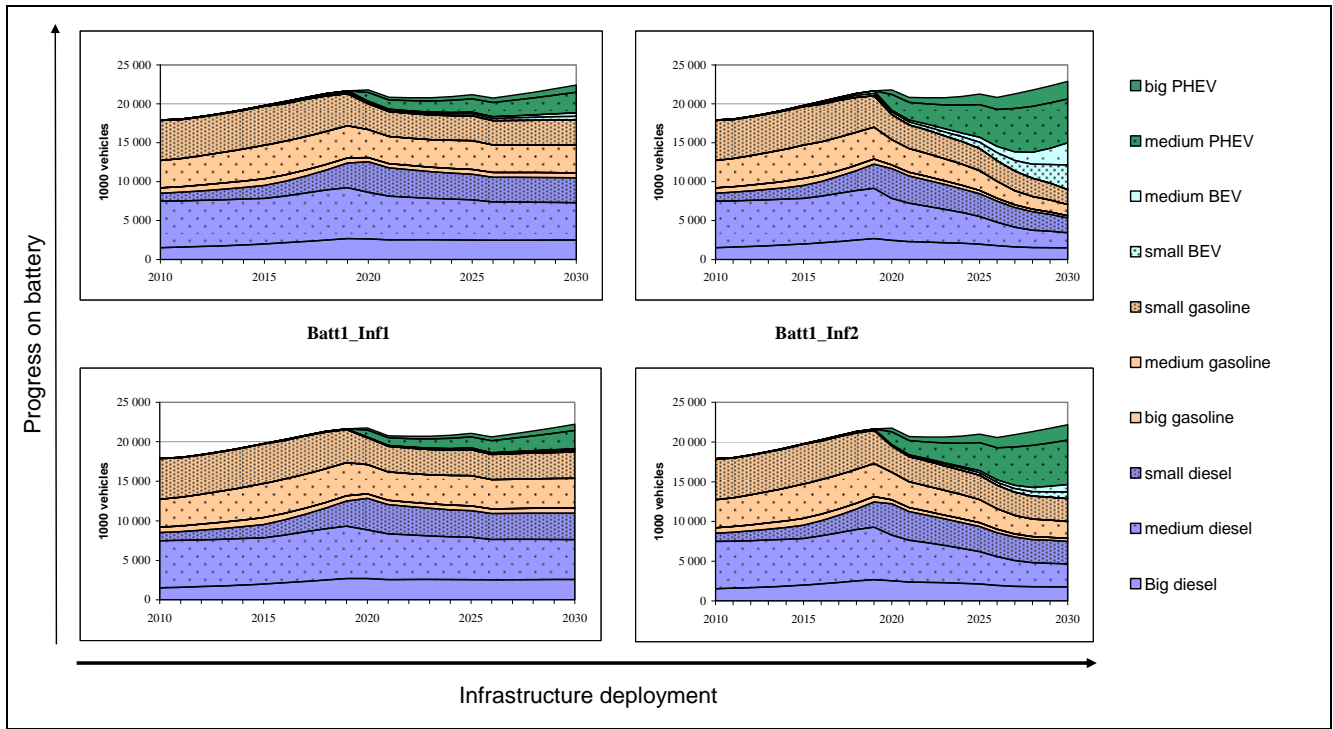 Progress on battery
1000 vehicles
25 000
20 000
15 000
10 000
5 000
0
2010 2015 2020 2025 2030
1000 vehicles
25 000
20 000
15 000
10 000
5 000
0
2010 2015 2020 2025 2030
Batt1_Inf1 Batt1_Inf2
1000 vehicles
25 000
20 000
15 000
10 000
5 000
0
2010 2015 2020 2025 2030
1000 vehicles
25 000
20 000
15 000
10 000
5 000
0
2010 2015 2020 2025 2030
Infrastructure deployment
big PHEV
medium PHEV
medium BEV
small BEV
small gasoline
medium gasoline
big gasoline
small diesel
medium diesel
Big diesel